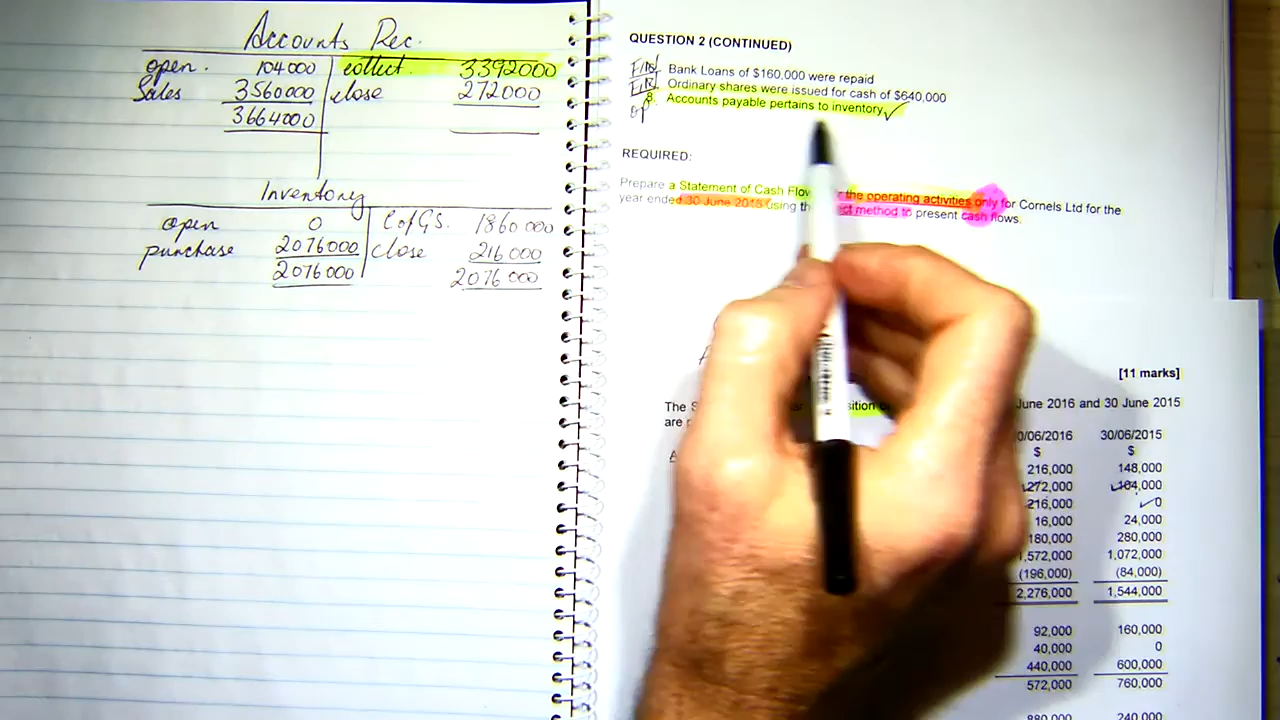 Accounts Rec.
open. 104000 collect. 3392000
Sales 3560000 close 272000
3664000
Inventory
open 0 C of GS. 1860000
purchase 2076000 close 216000
2076000 2076000
QUESTION 2 (CONTINUED)
Bank Loans of $160,000 were repaid
Ordinary shares were issued for cash of $640,000
8. Accounts payable pertains to inventory
op
REQUIRED:
Prepare a Statement of Cash Flow the operating activities only for Cornels Ltd for the
year ended 30 June 2016 using th method to present cash flows.
[11 marks]
The June 2016 and 30 June 2015
are
0/06/2016 30/06/2015
$ $
216,000 148,000
272,000 104,000
216,000 0
16,000 24,000
180,000 280,000
1,572,000 1,072,000
(196,000) (84,000)
2,276,000 1,544,000
92,000 160,000
40,000 0
440,000 600,000
572,000 760,000
880,000 240,000